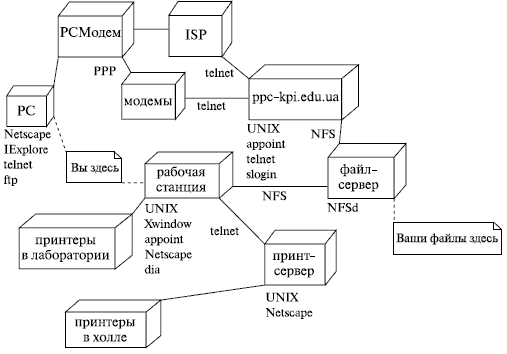 PCМодем
ISP
PPP
telnet
модемы
telnet
ppc-kpi.edu.ua
PC
Netscape
IExplore
telnet
ftp
UNIX
appoint
telnet
slogin
NFS
Вы здесь
рабочая
станция
NFS
файл-
сервер
NFSd
UNIX
Xwindow
appoint
Netscape
dia
telnet
Ваши файлы здесь
принтеры
в лаборатории
принт-
сервер
UNIX
Netscape
принтеры
в холле